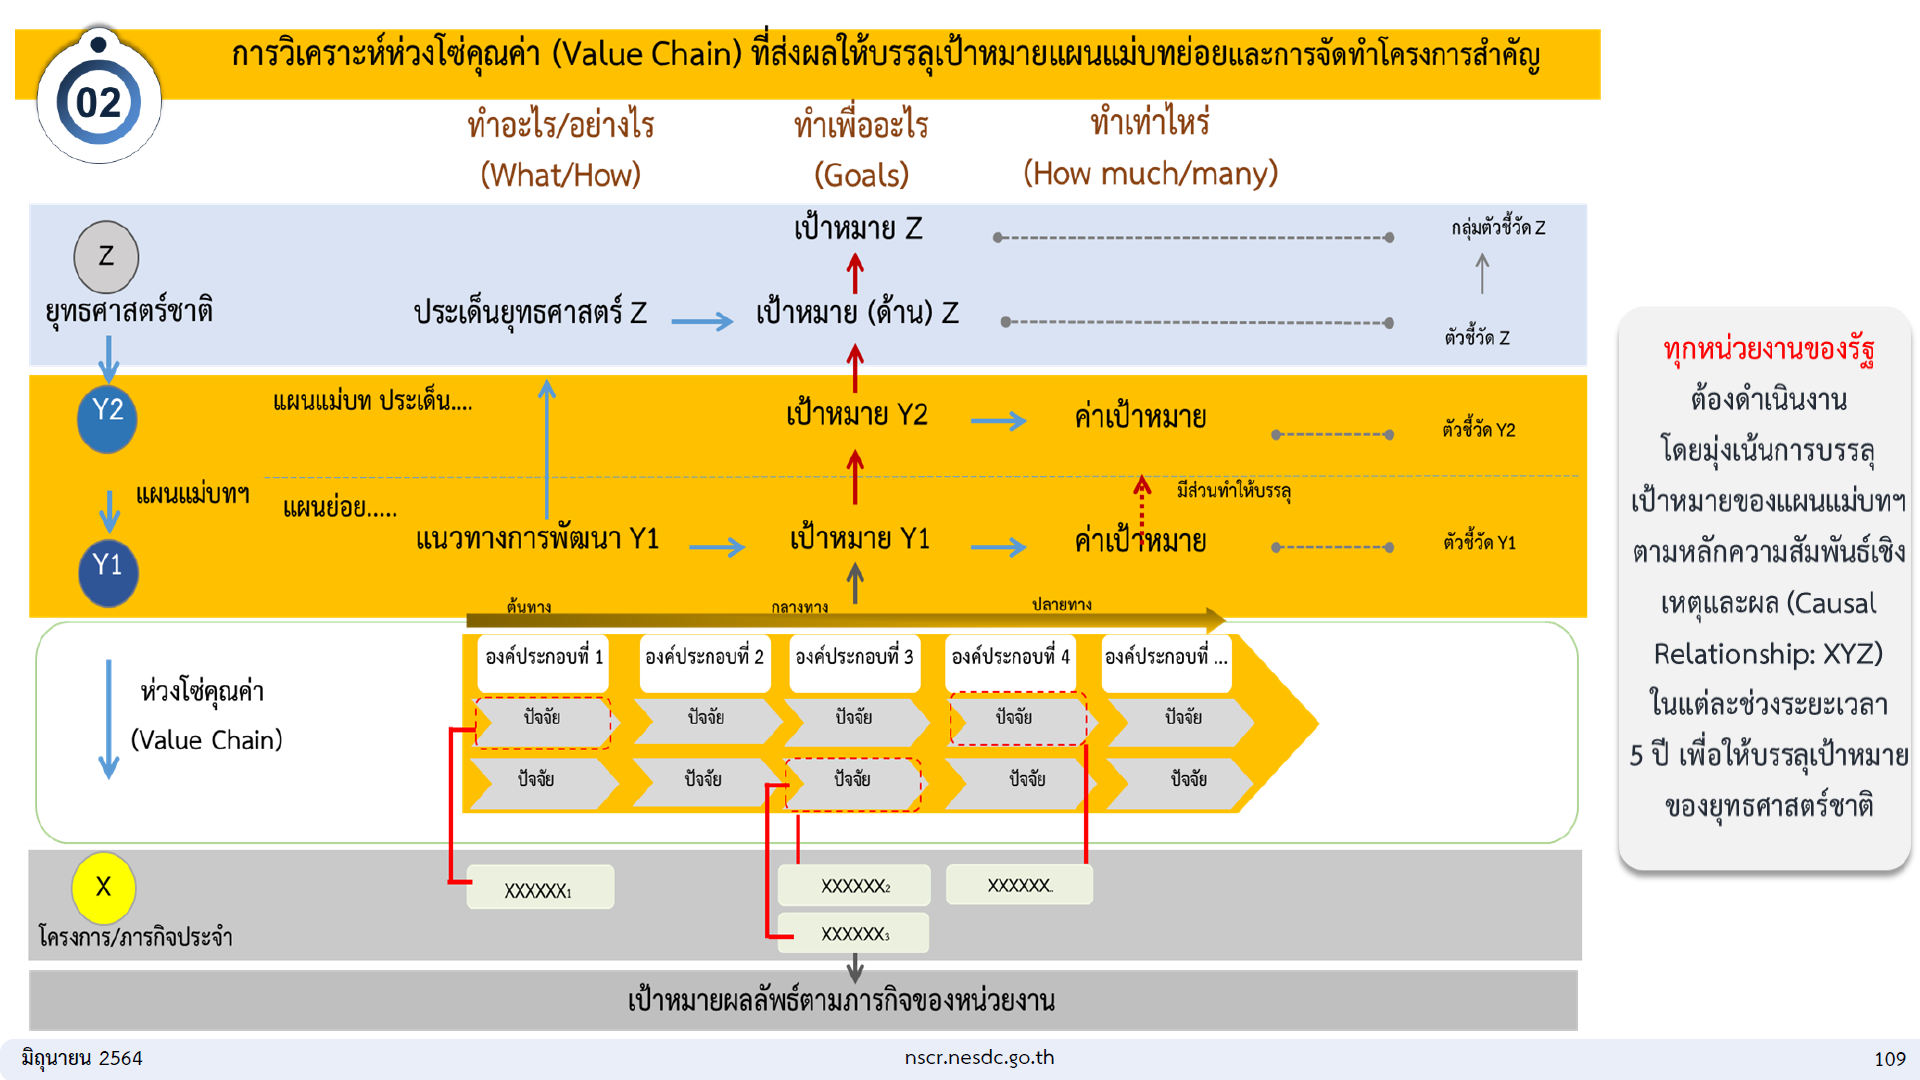 02
การวิเคราะห์ห่วงโซ่คุณค่า (Value Chain) ที่ส่งผลให้บรรลุเป้าหมายแผนแม่บทย่อยและการจัดทำโครงการสำคัญ
ทำอะไร/อย่างไร
(What/How)
ทำเพื่ออะไร
(Goals)
ทำเท่าไหร่
(How much/many)
Z
ยุทธศาสตร์ชาติ
เป้าหมาย Z
กลุ่มตัวชี้วัด Z
ประเด็นยุทธศาสตร์ Z
เป้าหมาย (ด้าน) Z
ตัวชี้วัด Z
Y2
แผนแม่บท ประเด็น....
เป้าหมาย Y2
ค่าเป้าหมาย
ตัวชี้วัด Y2
แผนแม่บทฯ
มีส่วนทำให้บรรลุ
แผนย่อย.....
Y1
แนวทางการพัฒนา Y1
เป้าหมาย Y1
ค่าเป้าหมาย
ตัวชี้วัด Y1
ต้นทาง
กลางทาง
ปลายทาง
ห่วงโซ่คุณค่า
(Value Chain)
องค์ประกอบที่ 1
องค์ประกอบที่ 2
องค์ประกอบที่ 3
องค์ประกอบที่ 4
องค์ประกอบที่ ...
ปัจจัย
ปัจจัย
ปัจจัย
ปัจจัย
ปัจจัย
ปัจจัย
ปัจจัย
ปัจจัย
ปัจจัย
ปัจจัย
X
โครงการ/ภารกิจประจำ
XXXXXX1
XXXXXX2
XXXXXX..
XXXXXX3
เป้าหมายผลลัพธ์ตามภารกิจของหน่วยงาน
ทุกหน่วยงานของรัฐ
ต้องดำเนินงาน
โดยมุ่งเน้นการบรรลุ
เป้าหมายของแผนแม่บทฯ
ตามหลักความสัมพันธ์เชิง
เหตุและผล (Causal
Relationship: XYZ)
ในแต่ละช่วงระยะเวลา
5 ปี เพื่อให้บรรลุเป้าหมาย
ของยุทธศาสตร์ชาติ
มิถุนายน 2564
nscr.nesdc.go.th
109